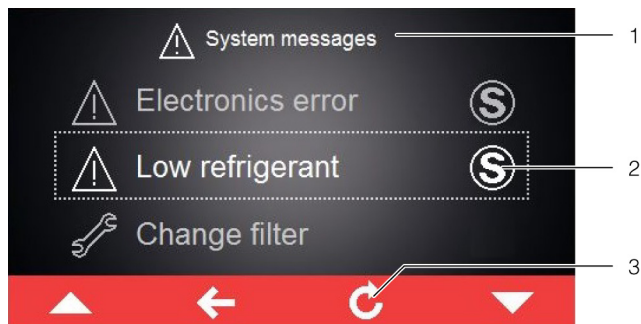 System messages 1
Electronics error S
Low refrigerant S 2
Change filter
3